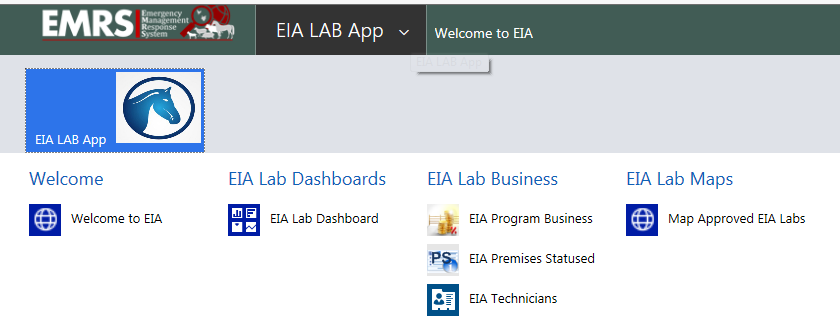 EMRS Emergency Management Response System
EIA LAB App
Welcome to EIA
EIA LAB App
EIA LAB App
Welcome
EIA Lab Dashboards
EIA Lab Business
EIA Lab Maps
Welcome to EIA
EIA Lab Dashboard
EIA Program Business
Map Approved EIA Labs
PS
EIA Premises Statused
EIA Technicians